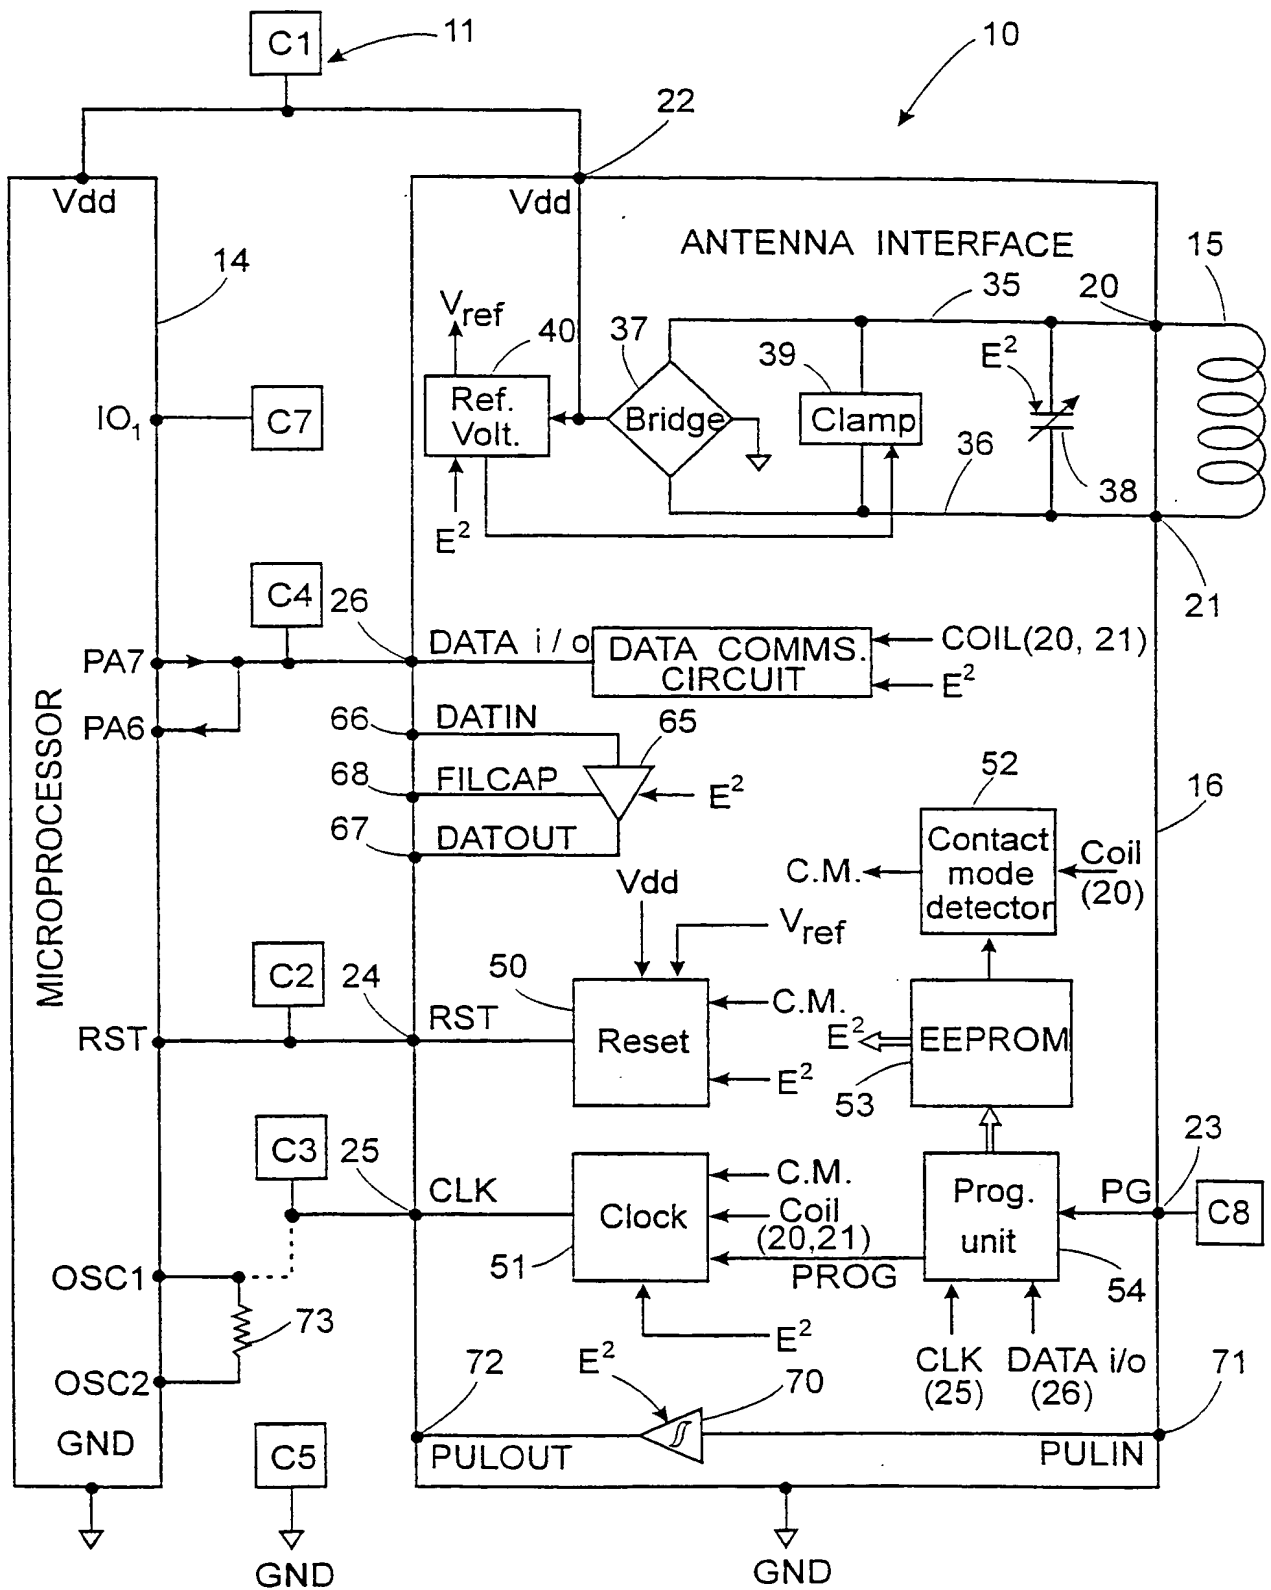 C1
11
10
22
Vdd
Vdd
ANTENNA INTERFACE
14
15
Vref
40
37
35
20
39
E²
Ref.
Volt.
Bridge
Clamp
IO₁
C7
36
38
E²
21
C4
26
DATA i/o
DATA COMMS.
CIRCUIT
COIL(20, 21)
E²
PA7
PA6
66
DATIN
65
68
FILCAP
E²
67
DATOUT
MICROPROCESSOR
52
16
Contact
mode
detector
C.M.
Coil
(20)
Vdd
Vref
C2
24
50
RST
RST
Reset
C.M.
E²
E²
EEPROM
53
C3
25
CLK
Clock
51
C.M.
Coil
(20,21)
PROG
E²
Prog.
unit
54
PG
23
C8
OSC1
73
OSC2
CLK
(25)
DATA i/o
(26)
E²
72
70
71
PULOUT
PULIN
GND
C5
GND
GND